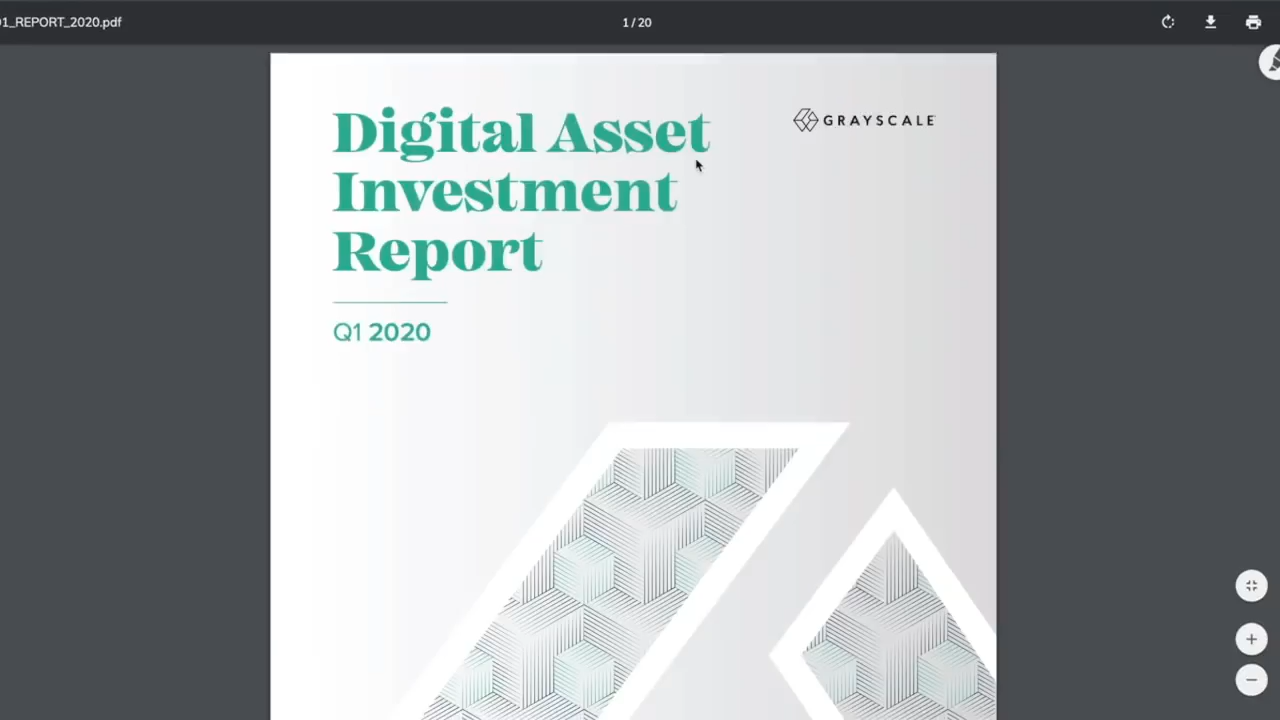 1_REPORT_2020.pdf
1 / 20
Digital Asset
Investment
Report
GRAYSCALE
Q1 2020